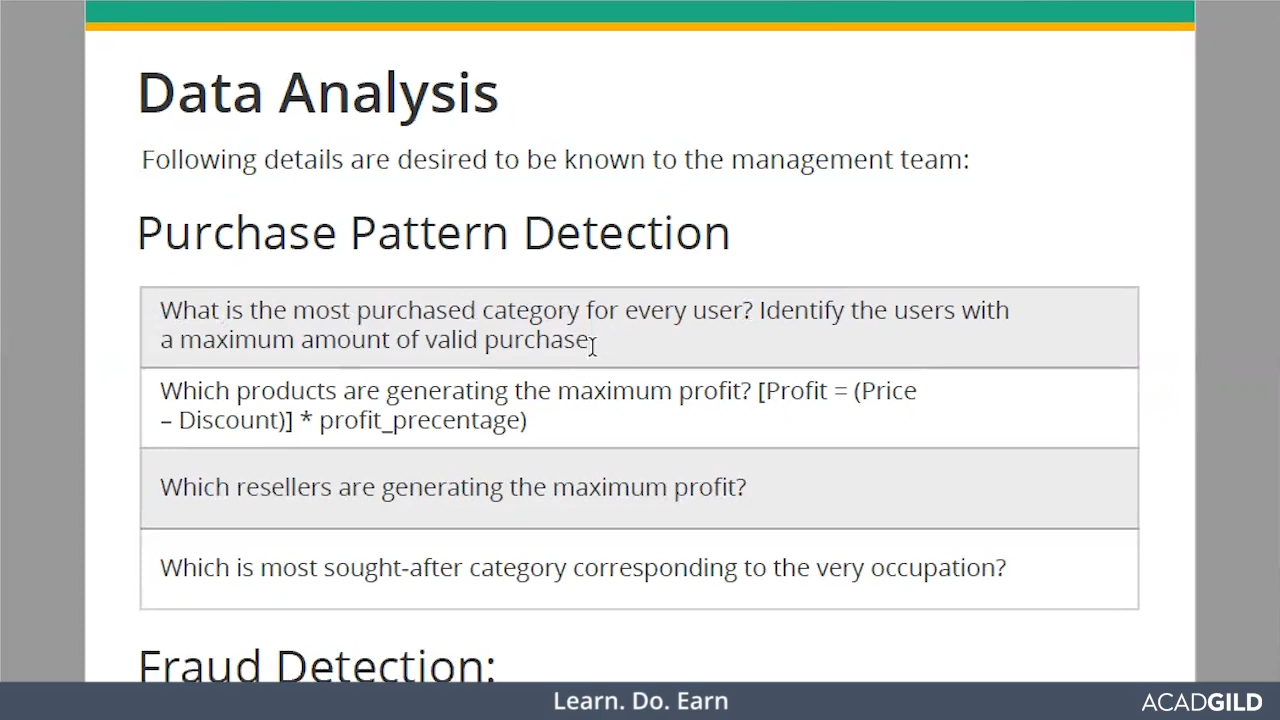 Data Analysis
Following details are desired to be known to the management team:
Purchase Pattern Detection
What is the most purchased category for every user? Identify the users with
a maximum amount of valid purchase
Which products are generating the maximum profit? [Profit = (Price
– Discount)] * profit_precentage)
Which resellers are generating the maximum profit?
Which is most sought-after category corresponding to the very occupation?
Fraud Detection:
Learn. Do. Earn
ACADGILD